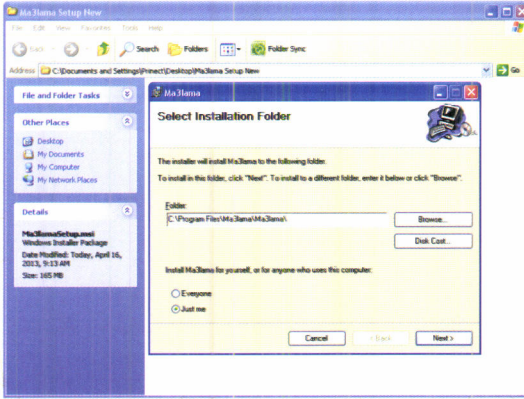 Ma3lama Setup New
File Edit View Favorites Tools Help
Back Search Folders Folder Sync
Address C:\Documents and Settings\Prinect\Desktop\Ma3lama Setup New Go
File and Folder Tasks
Other Places
Desktop
My Documents
My Computer
My Network Places
Details
Ma3lamaSetup.msi
Windows Installer Package
Date Modified: Today, April 16,
2013, 9:13 AM
Size: 165 MB
Ma3lama
Select Installation Folder
The installer will install Ma3lama to the following folder.
To install in this folder, click "Next". To install to a different folder, enter it below or click "Browse".
Folder:
C:\Program Files\Ma3lama\Ma3lama\
Browse...
Disk Cost...
Install Ma3lama for yourself, or for anyone who uses this computer:
Everyone
Just me
Cancel < Back Next >